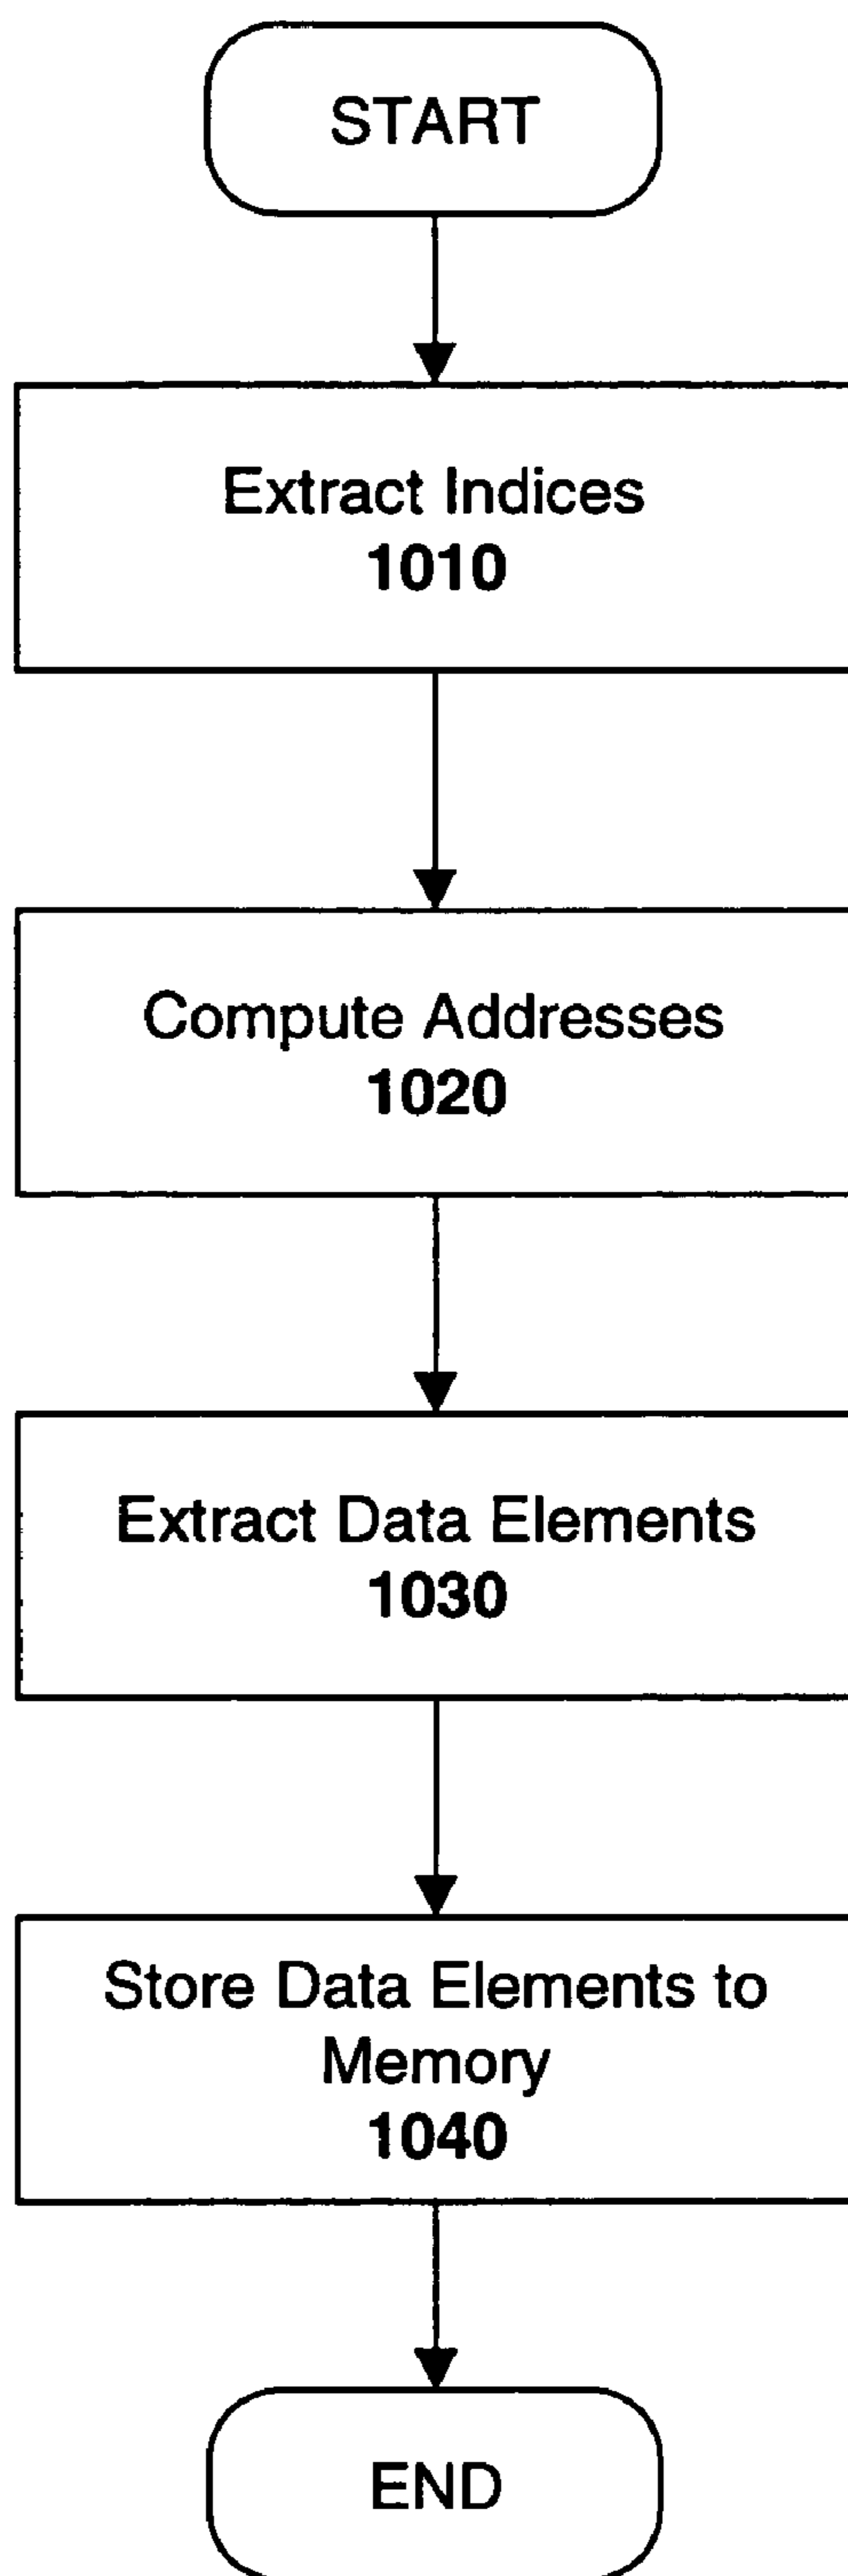 START
Extract Indices
1010
Compute Addresses
1020
Extract Data Elements
1030
Store Data Elements to
Memory
1040
END